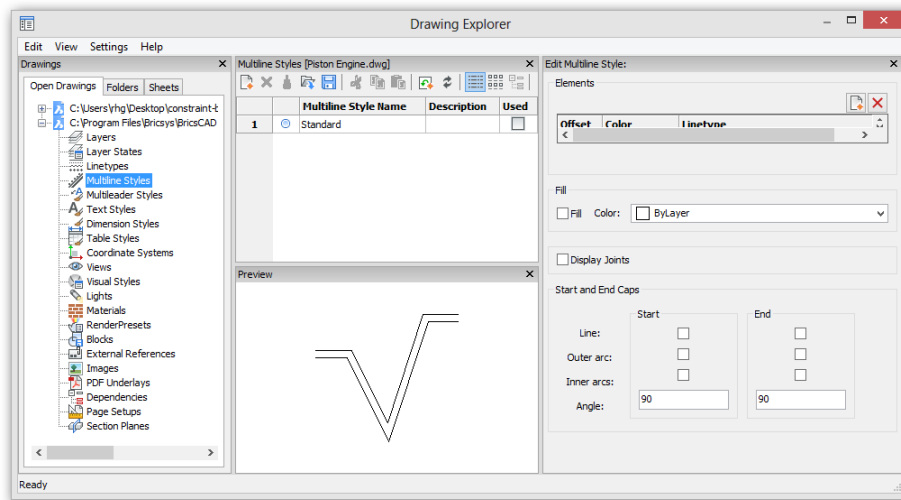 Drawing Explorer
Edit View Settings Help
Drawings
Open Drawings Folders Sheets
C:\Users\rhg\Desktop\constraint-b
C:\Program Files\Bricsys\BricsCAD
Layers
Layer States
Linetypes
Multiline Styles
Multileader Styles
Text Styles
Dimension Styles
Table Styles
Coordinate Systems
Views
Visual Styles
Lights
Materials
RenderPresets
Blocks
External References
Images
PDF Underlays
Dependencies
Page Setups
Section Planes
Multiline Styles [Piston Engine.dwg]
Multiline Style Name Description Used
1 Standard
Preview
Edit Multiline Style:
Elements
Offset Color Linetype
Fill
Fill Color: ByLayer
Display Joints
Start and End Caps
Start End
Line:
Outer arc:
Inner arcs:
Angle: 90 90
Ready